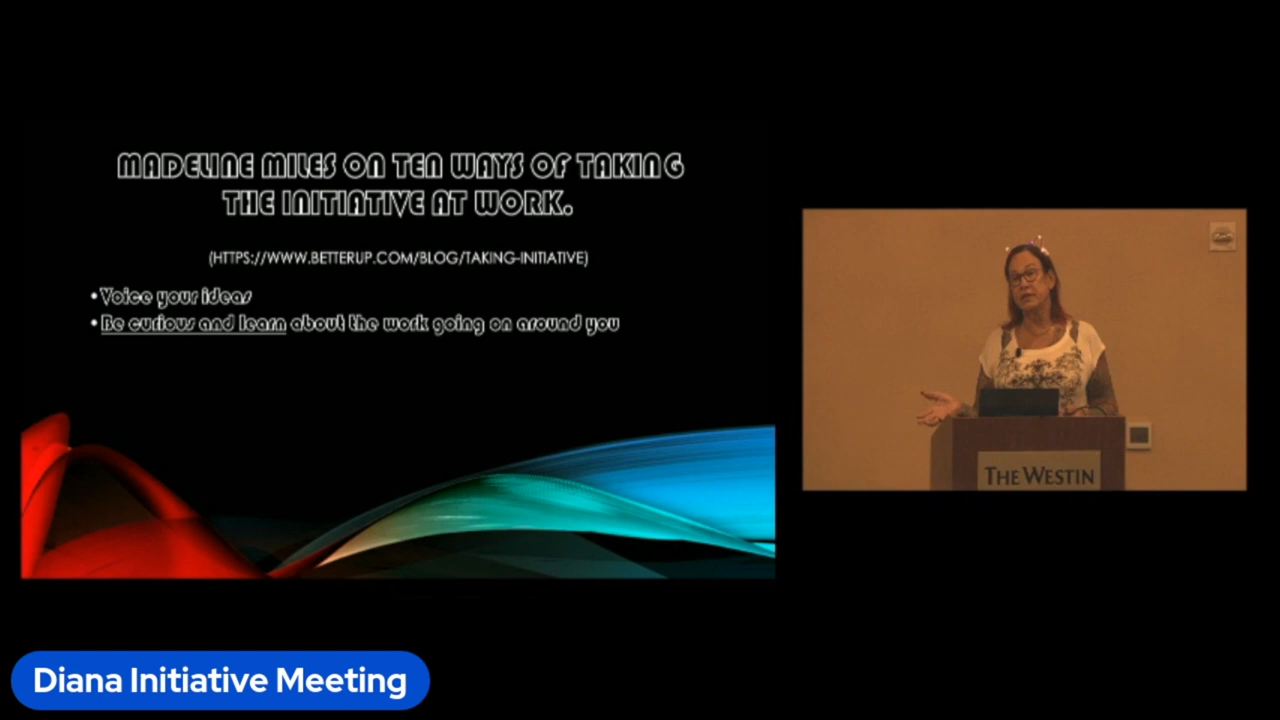 MADELINE MILES ON TEN WAYS OF TAKING
THE INITIATIVE AT WORK.
(HTTPS://WWW.BETTERUP.COM/BLOG/TAKING-INITIATIVE)
• Voice your ideas
• Be curious and learn about the work going on around you
THE WESTIN
Diana Initiative Meeting